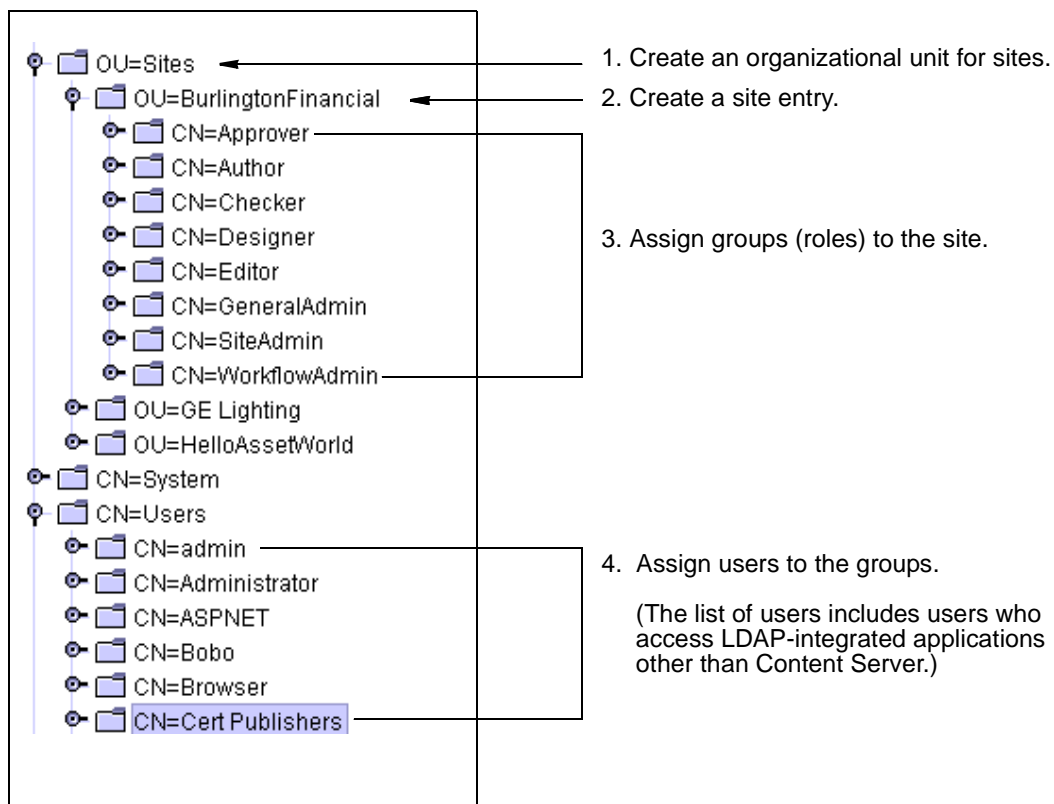 OU=Sites
OU=BurlingtonFinancial
CN=Approver
CN=Author
CN=Checker
CN=Designer
CN=Editor
CN=GeneralAdmin
CN=SiteAdmin
CN=WorkflowAdmin
OU=GE Lighting
OU=HelloAssetWorld
CN=System
CN=Users
CN=admin
CN=Administrator
CN=ASPNET
CN=Bobo
CN=Browser
CN=Cert Publishers
1. Create an organizational unit for sites.
2. Create a site entry.
3. Assign groups (roles) to the site.
4. Assign users to the groups.
(The list of users includes users who
access LDAP-integrated applications
other than Content Server.)